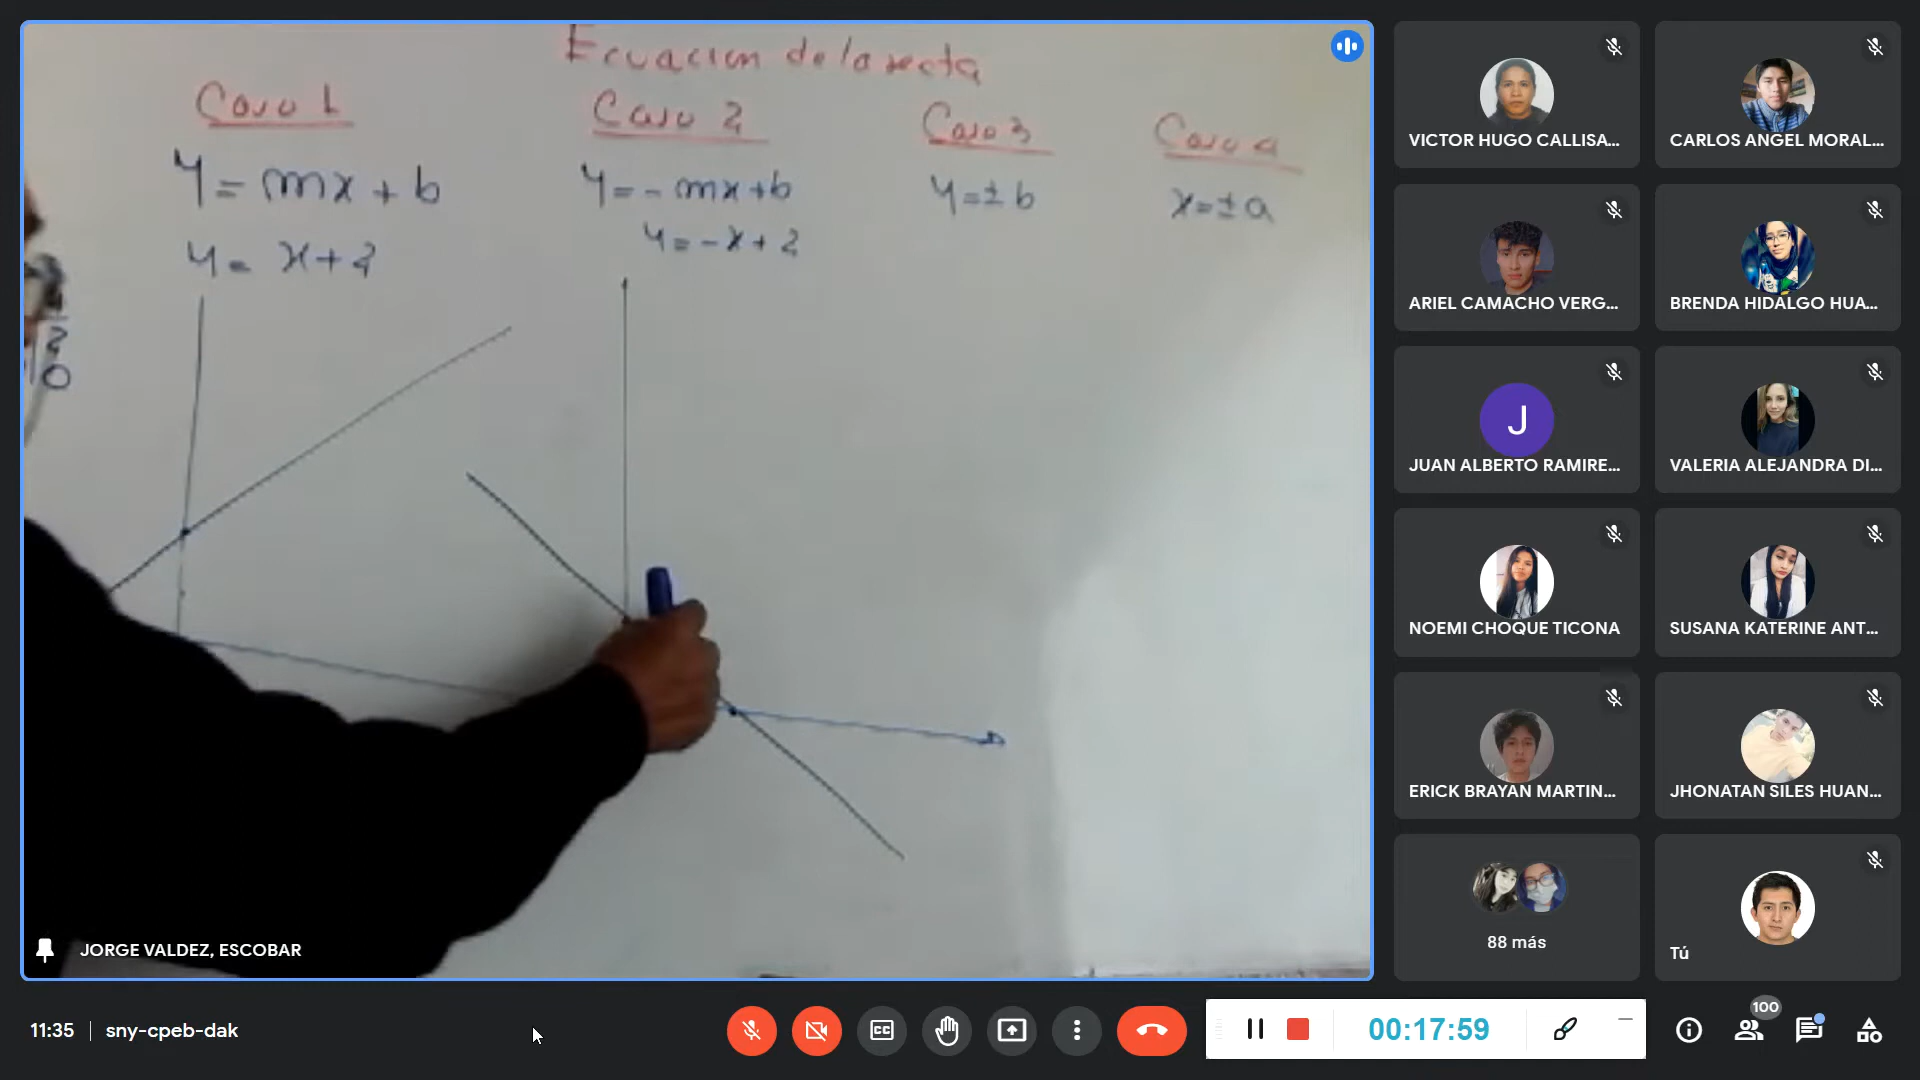 Ecuacion de la recta
Caso 1
Caso 2
Caso 3
Caso 4
y = mx + b
y = - mx + b
y = ± b
x = ± a
y = x + 2
y = -x + 2
2
0
JORGE VALDEZ, ESCOBAR
VICTOR HUGO CALLISA...
CARLOS ANGEL MORAL...
ARIEL CAMACHO VERG...
BRENDA HIDALGO HUA...
J
JUAN ALBERTO RAMIRE...
VALERIA ALEJANDRA DI...
NOEMI CHOQUE TICONA
SUSANA KATERINE ANT...
ERICK BRAYAN MARTIN...
JHONATAN SILES HUAN...
88 más
Tú
11:35 | sny-cpeb-dak
CC
00:17:59
100